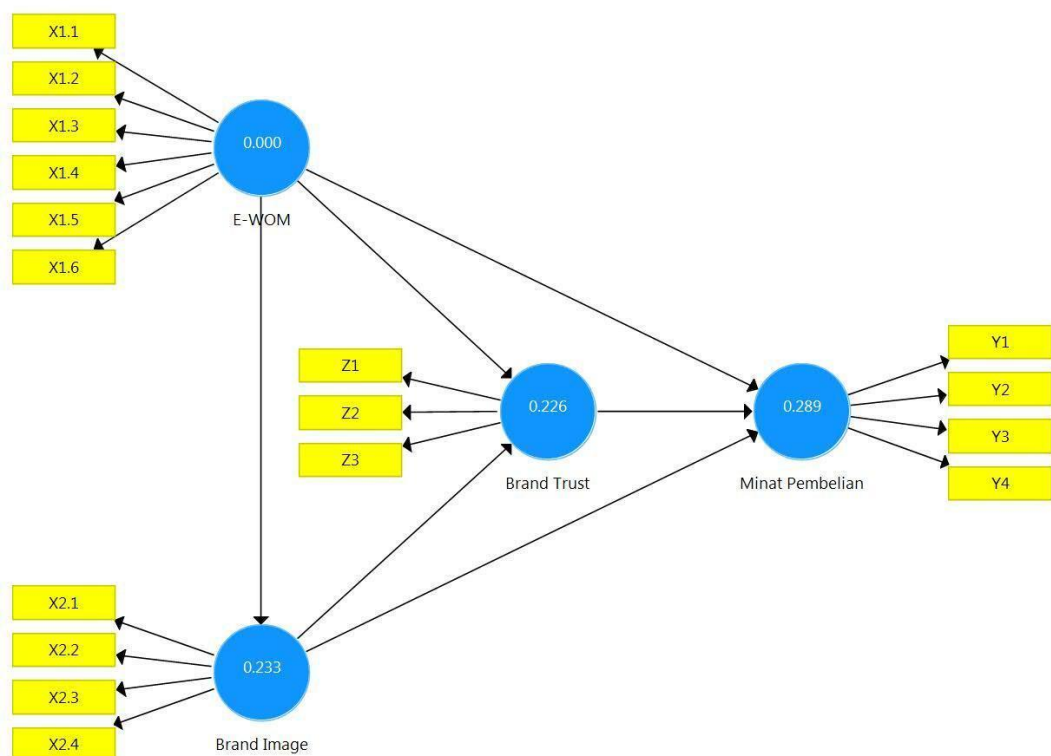 X1.1
X1.2
X1.3
X1.4
X1.5
X1.6
0.000
E-WOM
Z1
Z2
Z3
0.226
Brand Trust
0.289
Minat Pembelian
Y1
Y2
Y3
Y4
X2.1
X2.2
X2.3
X2.4
0.233
Brand Image